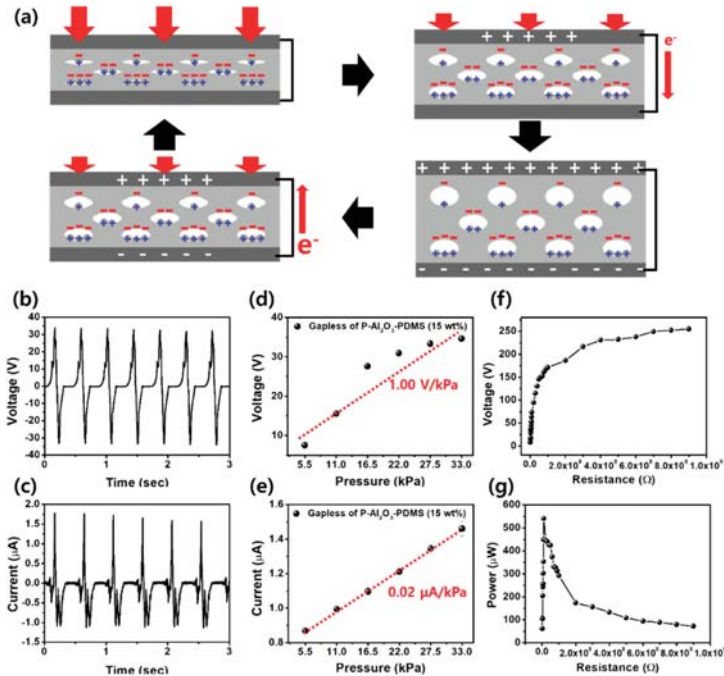 (a)
e⁻
+ + + + +
+ + + + +
e⁻
- - - - -
+ + + + + + + + + + +
- - - - - - - - - - -
(b)
Voltage (V)
40
30
20
10
0
-10
-20
-30
-40
0 1 2 3
Time (sec)
(d)
Voltage (V)
40
30
20
10
Gapless of P-Al₂O₃-PDMS (15 wt%)
1.00 V/kPa
5.5 11.0 16.5 22.0 27.5 33.0
Pressure (kPa)
(f)
Voltage (V)
250
200
150
100
50
0
0.0 2.0x10⁸ 4.0x10⁸ 6.0x10⁸ 8.0x10⁸ 1.0x10⁹
Resistance (Ω)
(c)
Current (μA)
2.0
1.5
1.0
0.5
0.0
-0.5
-1.0
-1.5
0 1 2 3
Time (sec)
(e)
Current (μA)
1.6
1.4
1.2
1.0
0.8
Gapless of P-Al₂O₃-PDMS (15 wt%)
0.02 μA/kPa
5.5 11.0 16.5 22.0 27.5 33.0
Pressure (kPa)
(g)
Power (μW)
600
500
400
300
200
100
0
0.0 2.0x10⁸ 4.0x10⁸ 6.0x10⁸ 8.0x10⁸ 1.0x10⁹
Resistance (Ω)